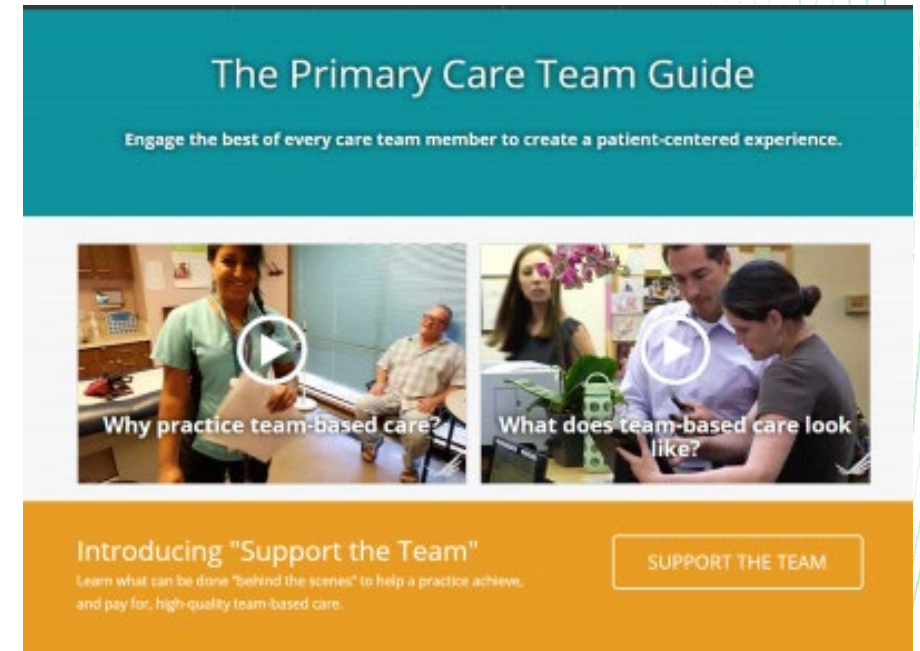 The Primary Care Team Guide
Engage the best of every care team member to create a patient-centered experience.
Why practice team-based care?
What does team-based care look
like?
Introducing "Support the Team"
Learn what can be done "behind the scenes" to help a practice achieve,
and pay for, high-quality team-based care.
SUPPORT THE TEAM